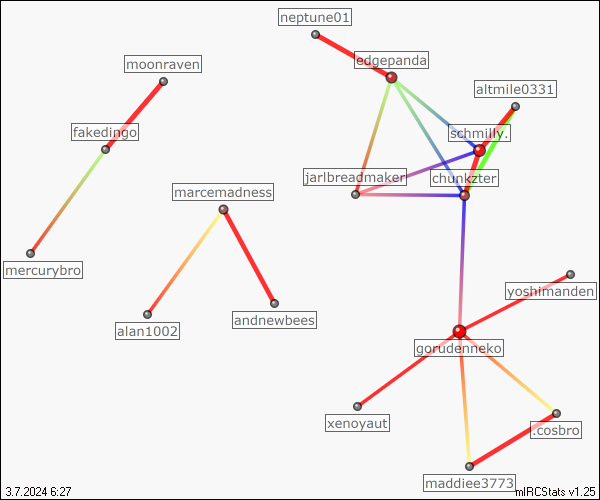 neptune01
edgepanda
moonraven
altmile0331
fakedingo
schmilly.
jarlbreadmaker
chunkzter
marcemadness
mercurybro
yoshimanden
andnewbees
alan1002
gorudenneko
xenoyaut
.cosbro
maddiee3773
3.7.2024 6:27
mIRCStats v1.25